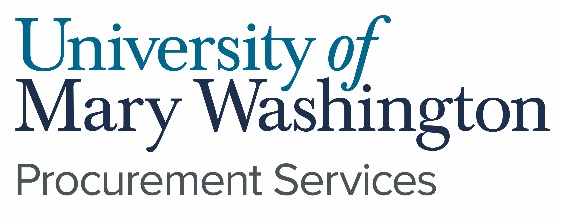 University of
Mary Washington
Procurement Services